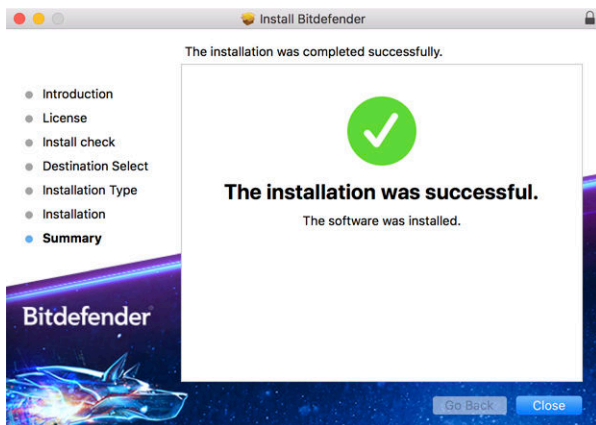 Install Bitdefender
The installation was completed successfully.
Introduction
License
Install check
Destination Select
Installation Type
Installation
Summary
The installation was successful.
The software was installed.
Bitdefender
Go Back
Close